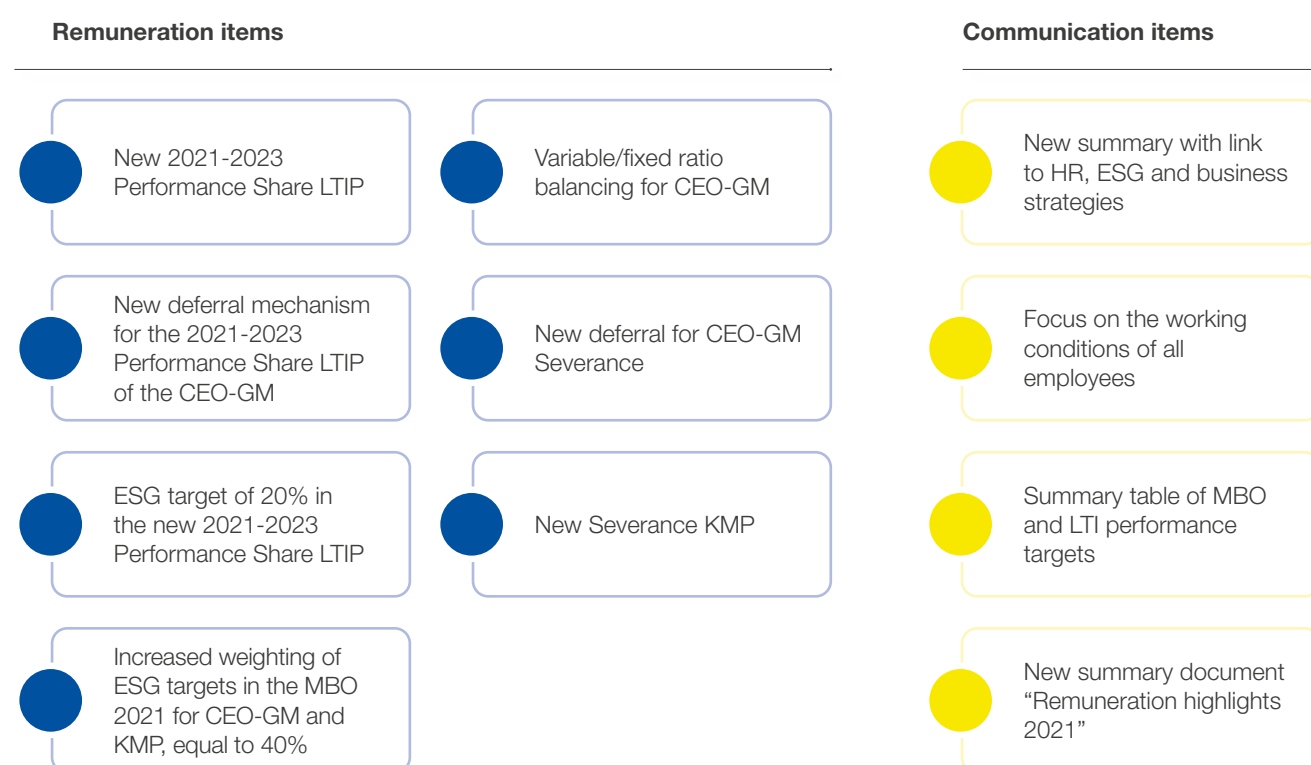 Remuneration items
New 2021-2023
Performance Share LTIP
New deferral mechanism
for the 2021-2023
Performance Share LTIP
of the CEO-GM
ESG target of 20% in
the new 2021-2023
Performance Share LTIP
Increased weighting of
ESG targets in the MBO
2021 for CEO-GM and
KMP, equal to 40%
Variable/fixed ratio
balancing for CEO-GM
New deferral for CEO-GM
Severance
New Severance KMP
Communication items
New summary with link
to HR, ESG and business
strategies
Focus on the working
conditions of all
employees
Summary table of MBO
and LTI performance
targets
New summary document
“Remuneration highlights
2021”